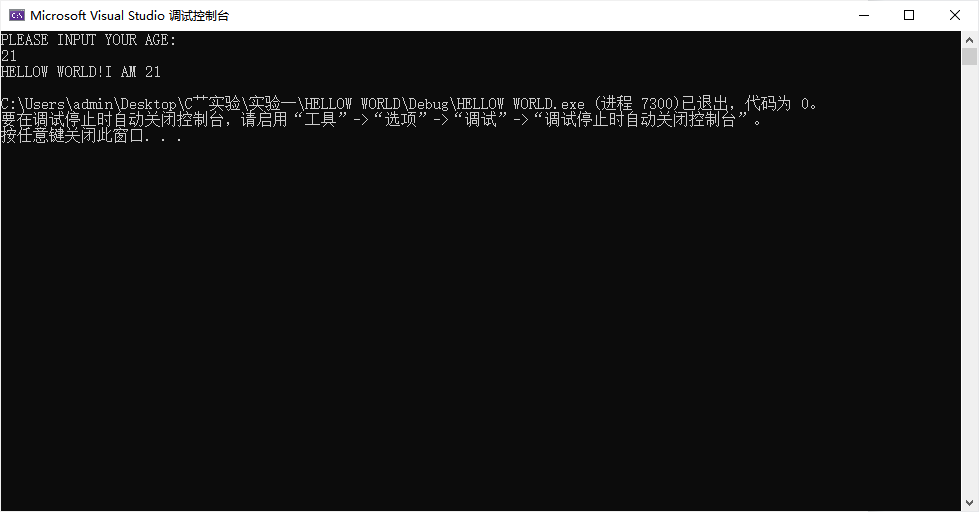 Microsoft Visual Studio 调试控制台
PLEASE INPUT YOUR AGE:
21
HELLOW WORLD!I AM 21
C:\Users\admin\Desktop\C艹实验\实验一\HELLOW WORLD\Debug\HELLOW WORLD.exe (进程 7300)已退出，代码为 0。
要在调试停止时自动关闭控制台，请启用“工具”->“选项”->“调试”->“调试停止时自动关闭控制台”。
按任意键关闭此窗口. . .